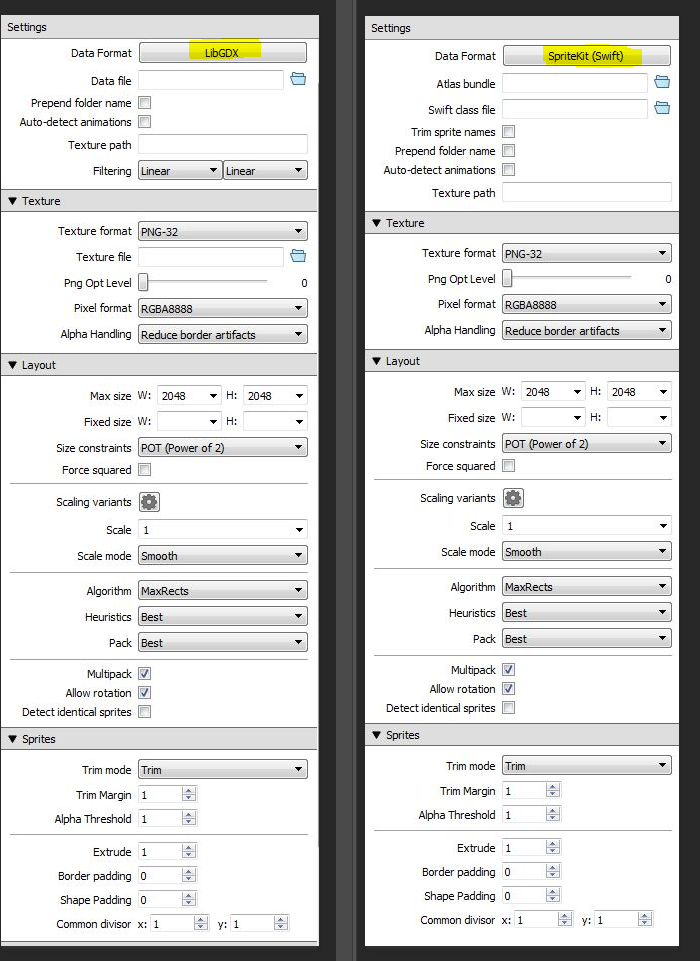 Settings
Data Format LibGDX
Data file
Prepend folder name
Auto-detect animations
Texture path
Filtering Linear Linear
Texture
Texture format PNG-32
Texture file
Png Opt Level 0
Pixel format RGBA8888
Alpha Handling Reduce border artifacts
Layout
Max size W: 2048 H: 2048
Fixed size W: H:
Size constraints POT (Power of 2)
Force squared
Scaling variants
Scale 1
Scale mode Smooth
Algorithm MaxRects
Heuristics Best
Pack Best
Multipack
Allow rotation
Detect identical sprites
Sprites
Trim mode Trim
Trim Margin 1
Alpha Threshold 1
Extrude 1
Border padding 0
Shape Padding 0
Common divisor x: 1 y: 1
Settings
Data Format SpriteKit (Swift)
Atlas bundle
Swift class file
Trim sprite names
Prepend folder name
Auto-detect animations
Texture path
Texture
Texture format PNG-32
Png Opt Level 0
Pixel format RGBA8888
Alpha Handling Reduce border artifacts
Layout
Max size W: 2048 H: 2048
Fixed size W: H:
Size constraints POT (Power of 2)
Force squared
Scaling variants
Scale 1
Scale mode Smooth
Algorithm MaxRects
Heuristics Best
Pack Best
Multipack
Allow rotation
Detect identical sprites
Sprites
Trim mode Trim
Trim Margin 1
Alpha Threshold 1
Extrude 1
Border padding 0
Shape Padding 0
Common divisor x: 1 y: 1